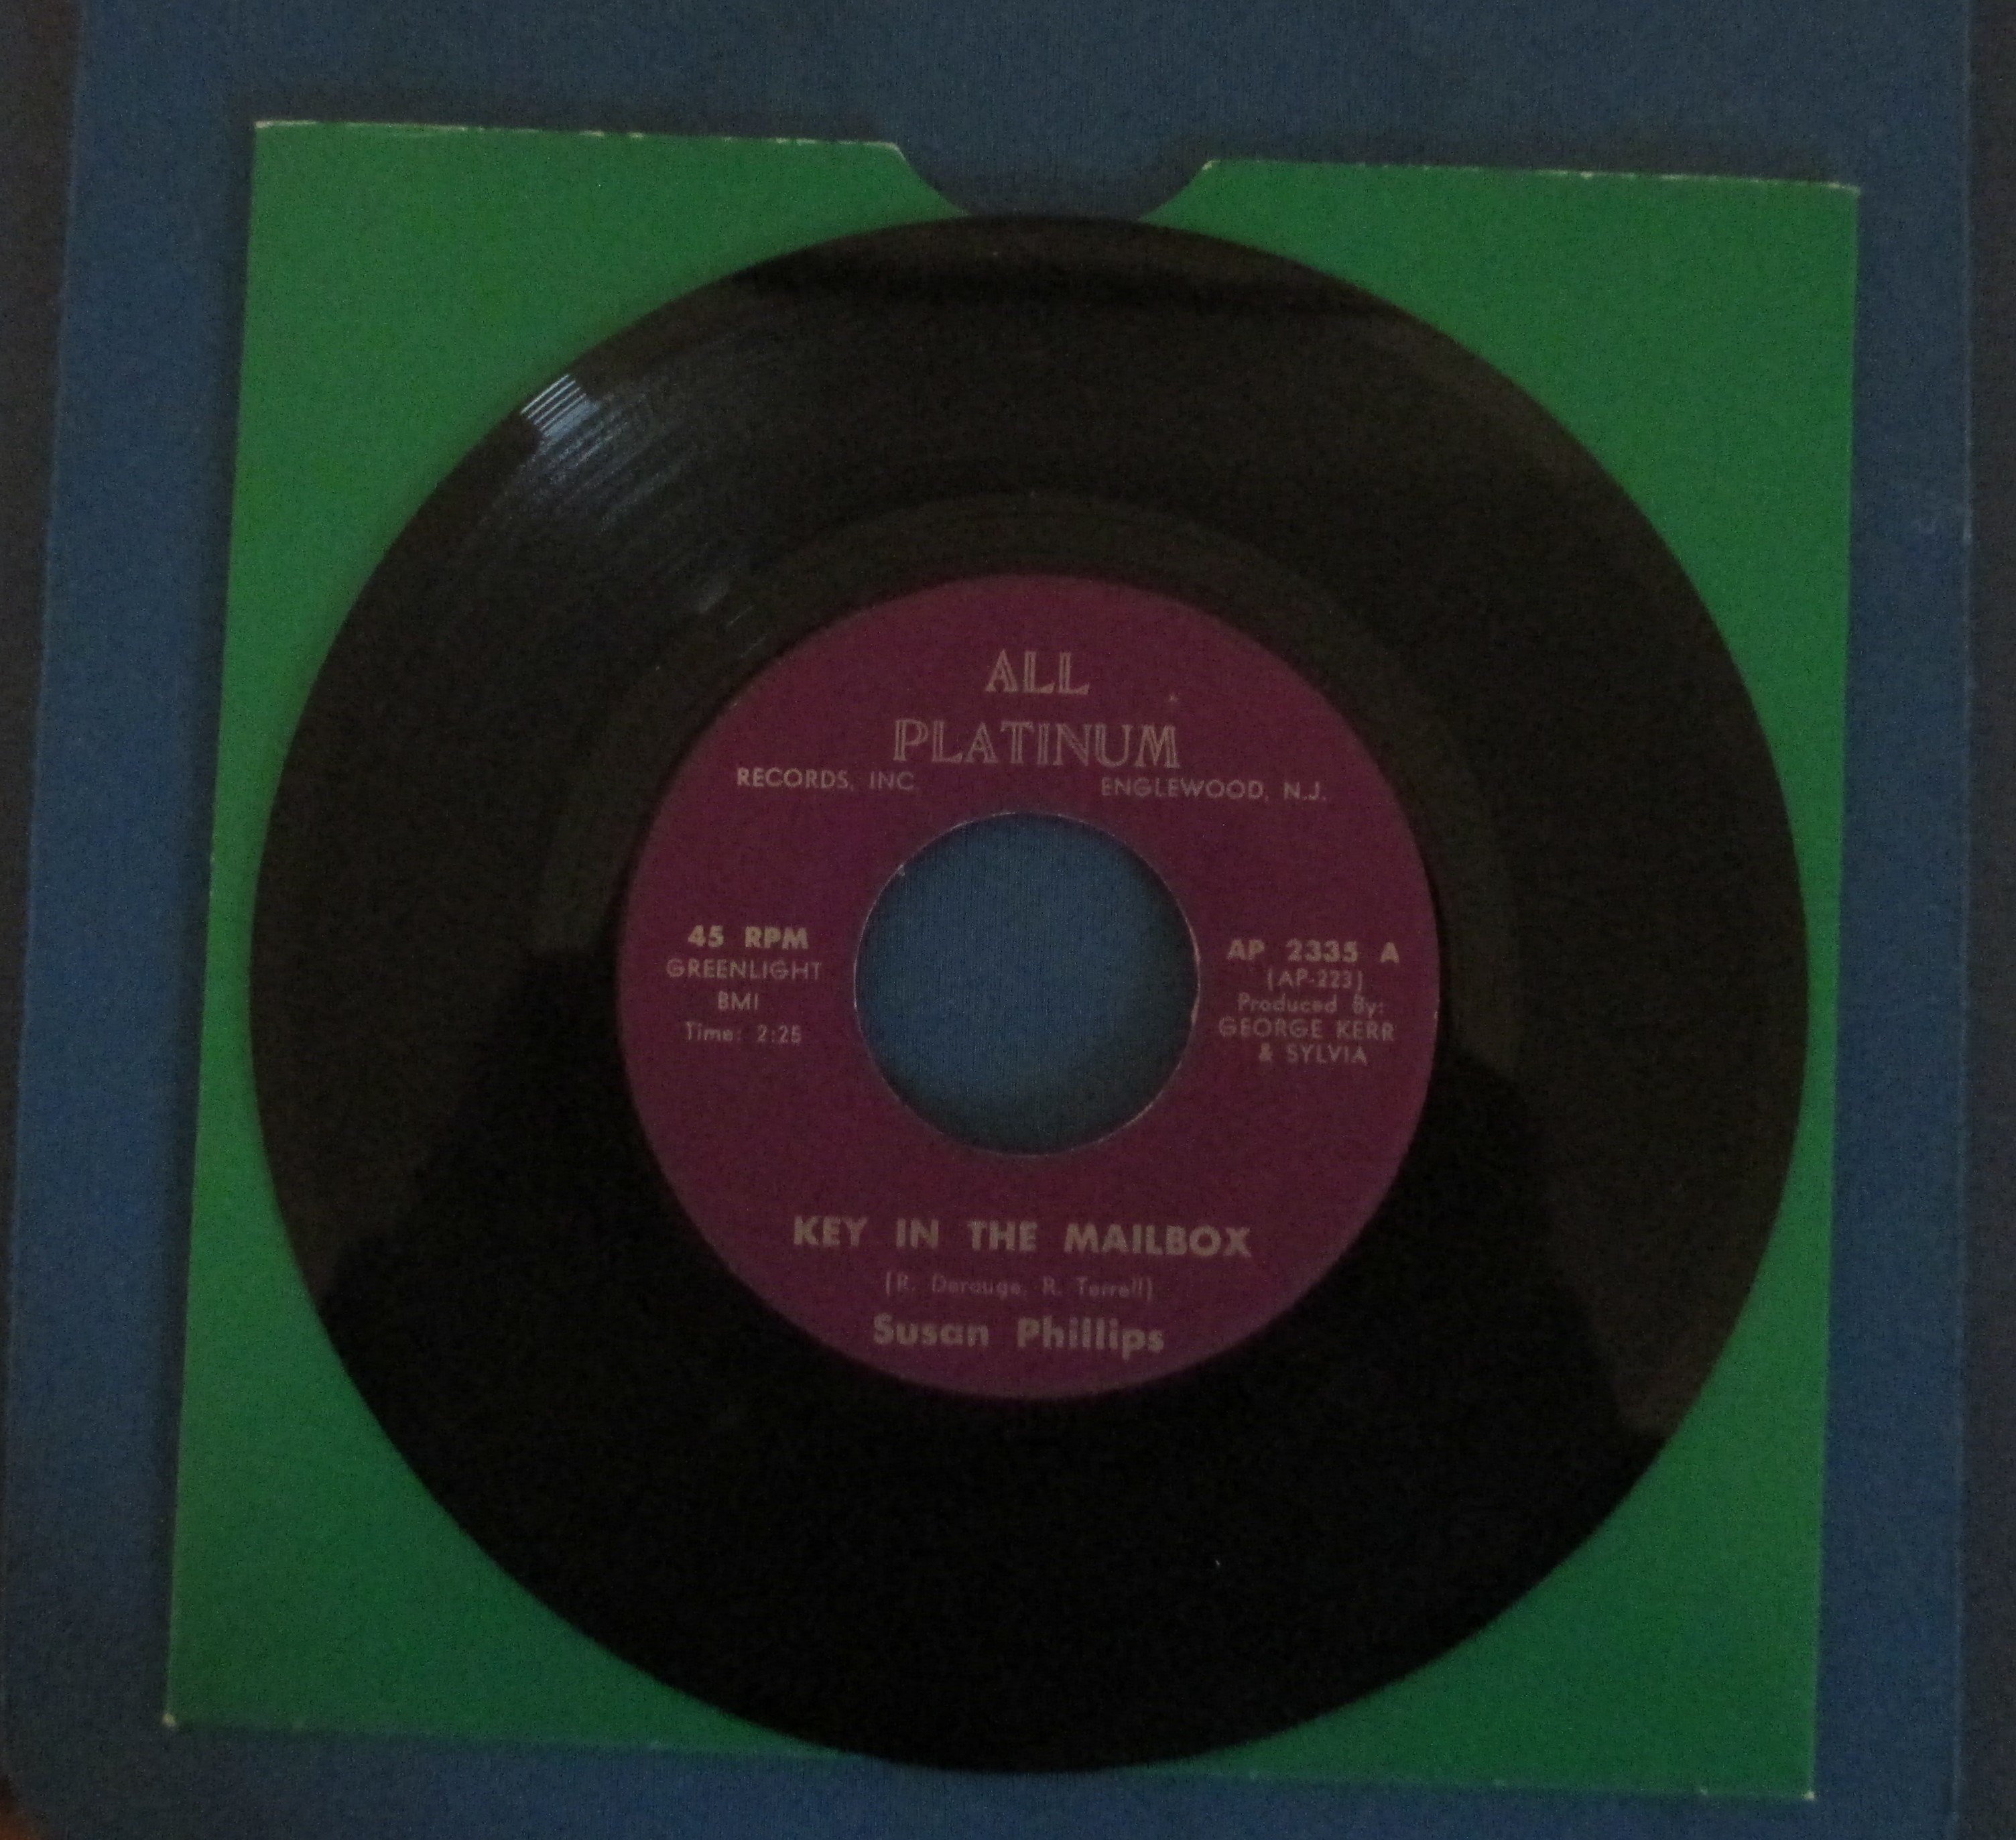 ALL
PLATINUM
RECORDS, INC. ENGLEWOOD, N.J.
45 RPM
GREENLIGHT
BMI
Time: 2:25
AP 2335 A
(AP-223)
Produced By:
GEORGE KERR
& SYLVIA
KEY IN THE MAILBOX
(R. Derouge, R. Terrell)
Susan Phillips